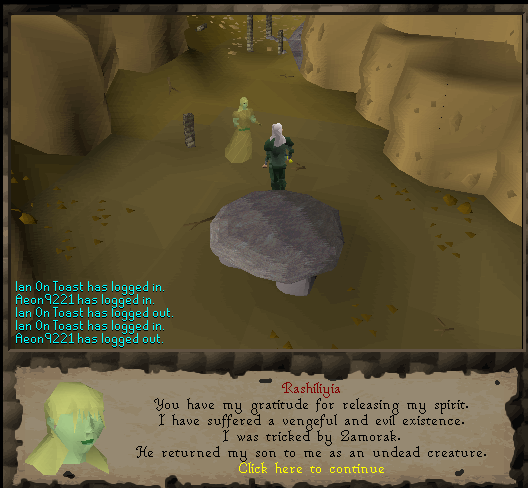 Ian On Toast has logged in.
Aeon9221 has logged in.
Ian On Toast has logged out.
Ian On Toast has logged in.
Aeon9221 has logged out.
Rashiliyia
You have my gratitude for releasing my spirit.
I have suffered a vengeful and evil existence.
I was tricked by Zamorak.
He returned my son to me as an undead creature.
Click here to continue